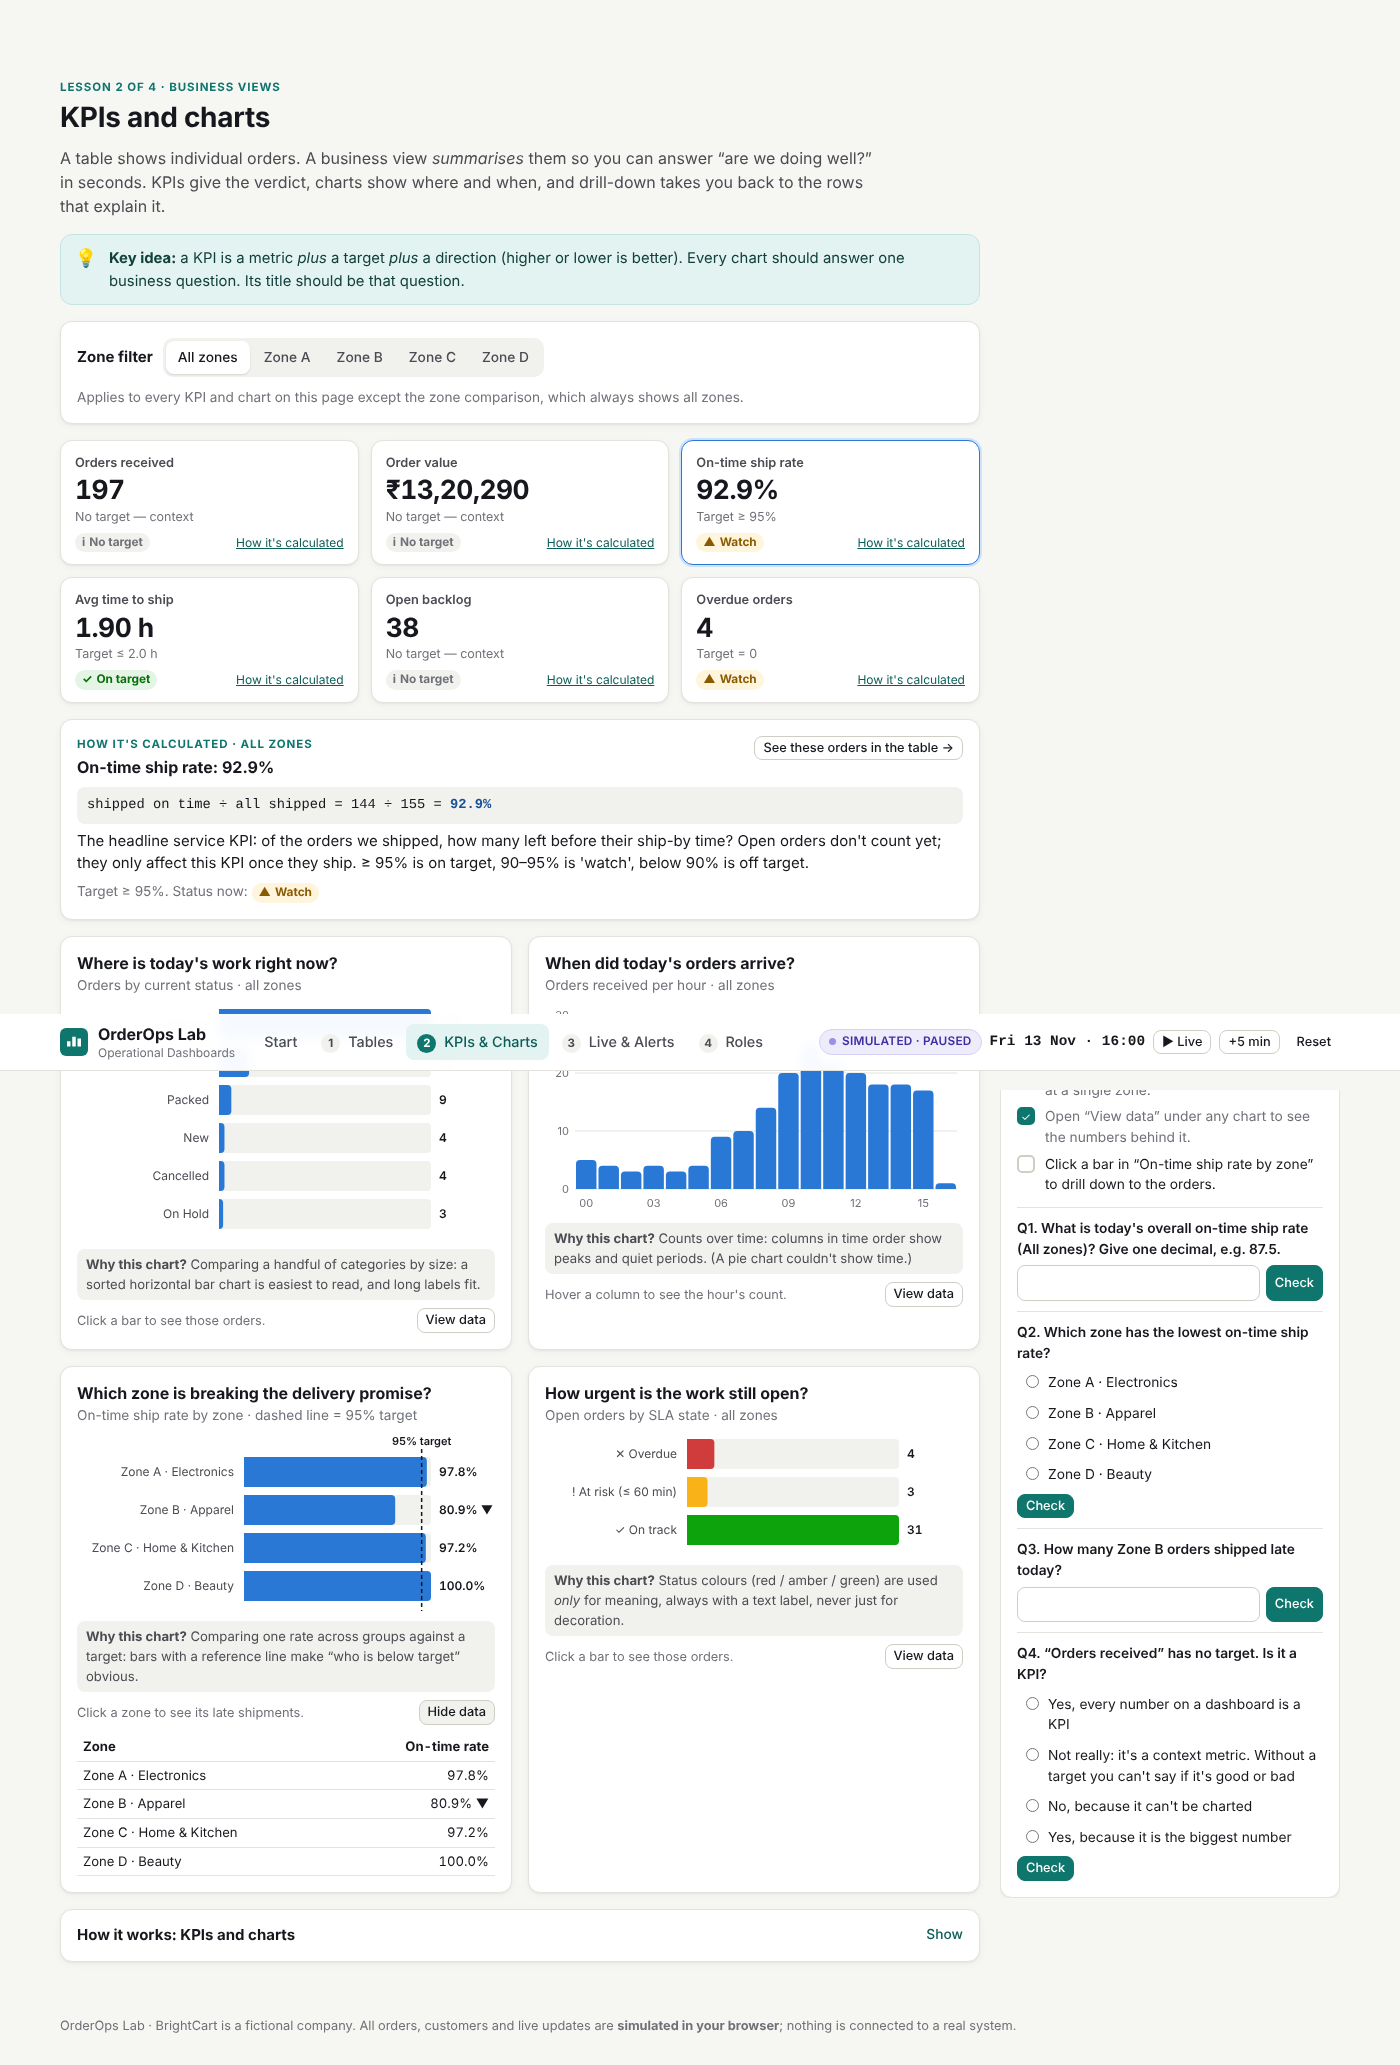 LESSON 2 OF 4 · BUSINESS VIEWS
KPIs and charts
A table shows individual orders. A business view summarises them so you can answer “are we doing well?”
in seconds. KPIs give the verdict, charts show where and when, and drill-down takes you back to the rows
that explain it.
Key idea: a KPI is a metric plus a target plus a direction (higher or lower is better). Every chart should answer one
business question. Its title should be that question.
Zone filter All zones Zone A Zone B Zone C Zone D
Applies to every KPI and chart on this page except the zone comparison, which always shows all zones.
Orders received
197
No target — context
i No target How it's calculated
Order value
₹13,20,290
No target — context
i No target How it's calculated
On-time ship rate
92.9%
Target ≥ 95%
▲ Watch How it's calculated
Avg time to ship
1.90 h
Target ≤ 2.0 h
✓ On target How it's calculated
Open backlog
38
No target — context
i No target How it's calculated
Overdue orders
4
Target = 0
▲ Watch How it's calculated
HOW IT'S CALCULATED · ALL ZONES
See these orders in the table →
On-time ship rate: 92.9%
shipped on time ÷ all shipped = 144 ÷ 155 = 92.9%
The headline service KPI: of the orders we shipped, how many left before their ship-by time? Open orders don't count yet;
they only affect this KPI once they ship. ≥ 95% is on target, 90–95% is 'watch', below 90% is off target.
Target ≥ 95%. Status now: ▲ Watch
Where is today's work right now?
Orders by current status · all zones
When did today's orders arrive?
Orders received per hour · all zones
OrderOps Lab
Operational Dashboards
Start 1 Tables 2 KPIs & Charts 3 Live & Alerts 4 Roles
SIMULATED · PAUSED Fri 13 Nov · 16:00 ▶ Live +5 min Reset
Packed 9
New 4
Cancelled 4
On Hold 3
Why this chart? Comparing a handful of categories by size: a
sorted horizontal bar chart is easiest to read, and long labels fit.
Click a bar to see those orders. View data
20
10
0
00 03 06 09 12 15
Why this chart? Counts over time: columns in time order show
peaks and quiet periods. (A pie chart couldn't show time.)
Hover a column to see the hour's count. View data
Which zone is breaking the delivery promise?
On-time ship rate by zone · dashed line = 95% target
95% target
Zone A · Electronics 97.8%
Zone B · Apparel 80.9% ▼
Zone C · Home & Kitchen 97.2%
Zone D · Beauty 100.0%
Why this chart? Comparing one rate across groups against a
target: bars with a reference line make “who is below target”
obvious.
Click a zone to see its late shipments. Hide data
Zone On-time rate
Zone A · Electronics 97.8%
Zone B · Apparel 80.9% ▼
Zone C · Home & Kitchen 97.2%
Zone D · Beauty 100.0%
How urgent is the work still open?
Open orders by SLA state · all zones
✕ Overdue 4
! At risk (≤ 60 min) 3
✓ On track 31
Why this chart? Status colours (red / amber / green) are used
only for meaning, always with a text label, never just for
decoration.
Click a bar to see those orders. View data
at a single zone.
Open “View data” under any chart to see
the numbers behind it.
Click a bar in “On-time ship rate by zone”
to drill down to the orders.
Q1. What is today's overall on-time ship rate
(All zones)? Give one decimal, e.g. 87.5.
Check
Q2. Which zone has the lowest on-time ship
rate?
Zone A · Electronics
Zone B · Apparel
Zone C · Home & Kitchen
Zone D · Beauty
Check
Q3. How many Zone B orders shipped late
today?
Check
Q4. “Orders received” has no target. Is it a
KPI?
Yes, every number on a dashboard is a
KPI
Not really: it's a context metric. Without a
target you can't say if it's good or bad
No, because it can't be charted
Yes, because it is the biggest number
Check
How it works: KPIs and charts Show
OrderOps Lab · BrightCart is a fictional company. All orders, customers and live updates are simulated in your browser; nothing is connected to a real system.